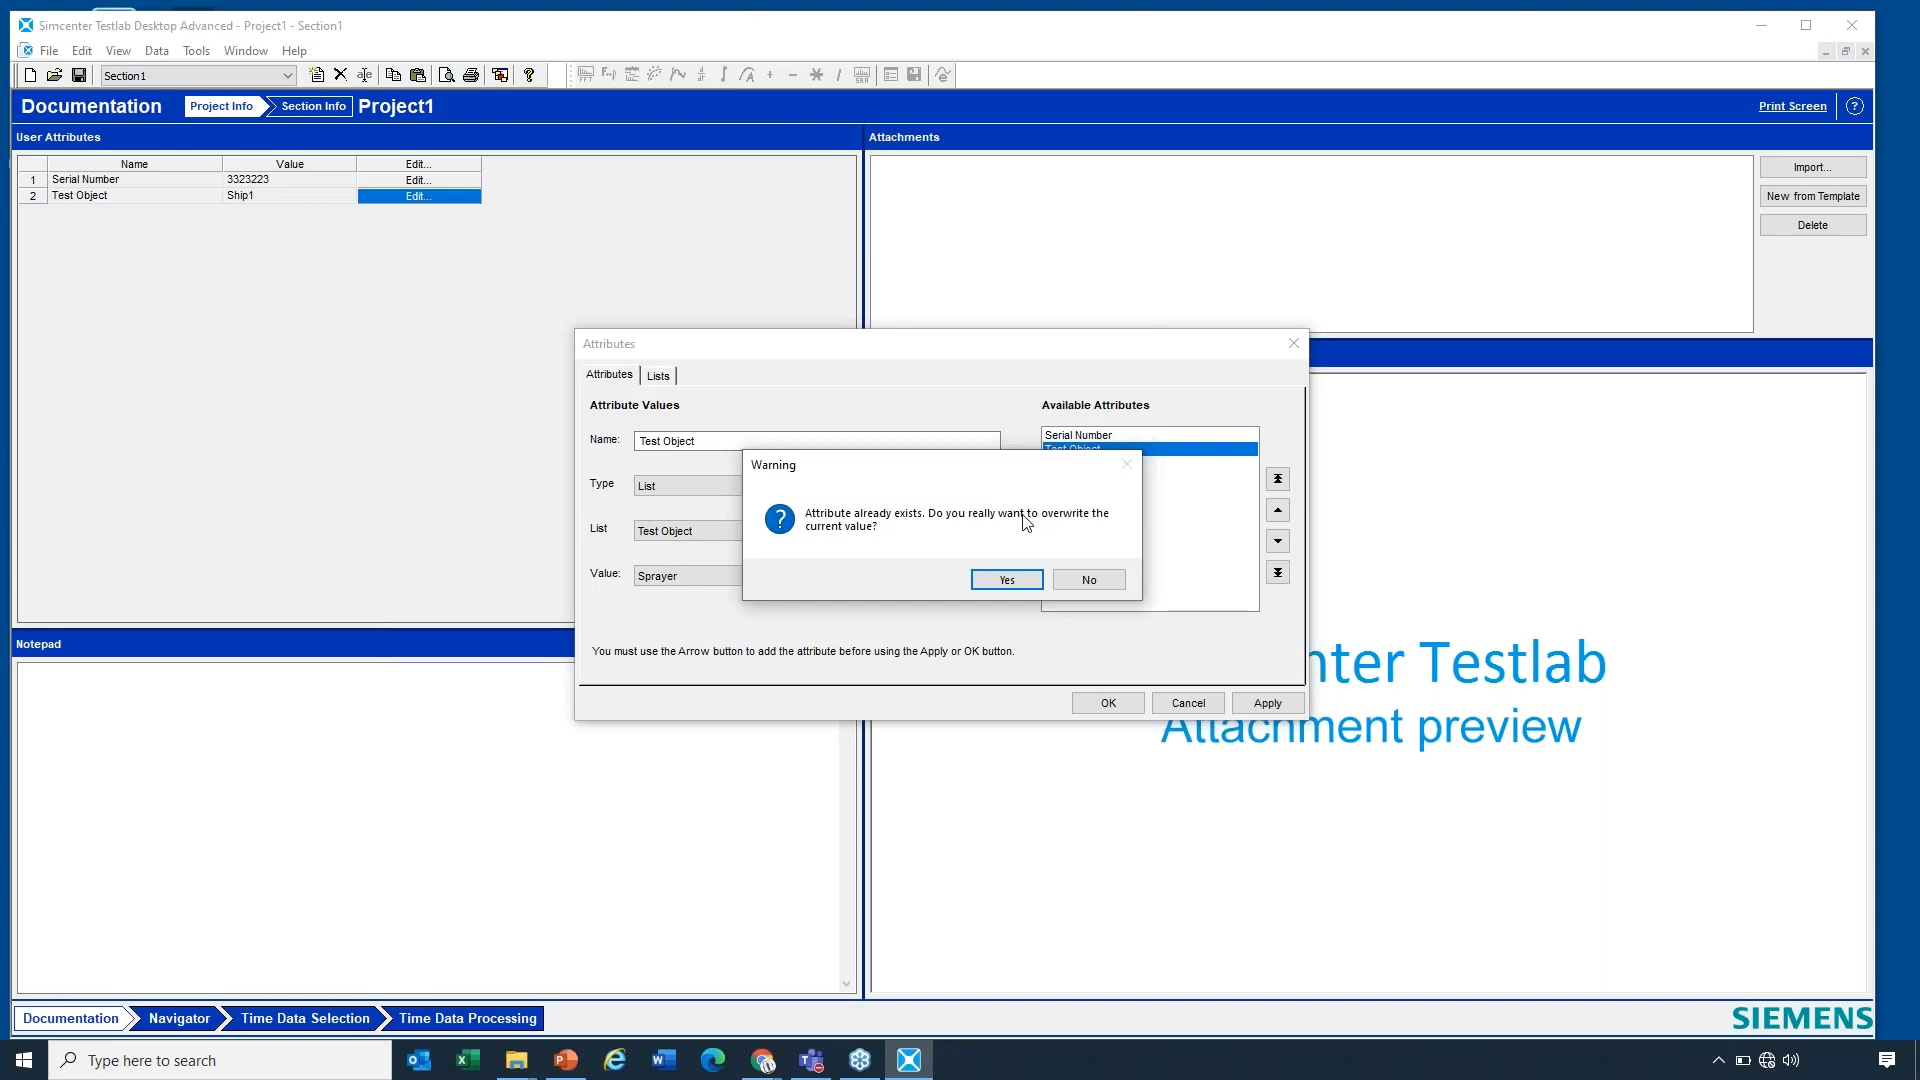 Simcenter Testlab Desktop Advanced - Project1 - Section1
File Edit View Data Tools Window Help
Section1
Documentation Project Info Section Info Project1 Print Screen ?
User Attributes
Attachments
Name Value Edit...
1 Serial Number 3323223 Edit...
2 Test Object Ship1 Edit...
Import...
New from Template
Delete
Attributes
Attributes Lists
Attribute Values
Available Attributes
Name: Test Object
Serial Number
Test Object
Type List
List Test Object
Value: Sprayer
Warning
Attribute already exists. Do you really want to overwrite the
current value?
Yes No
You must use the Arrow button to add the attribute before using the Apply or OK button.
OK Cancel Apply
Notepad
nter Testlab
Attachment preview
Documentation Navigator Time Data Selection Time Data Processing
SIEMENS
Type here to search